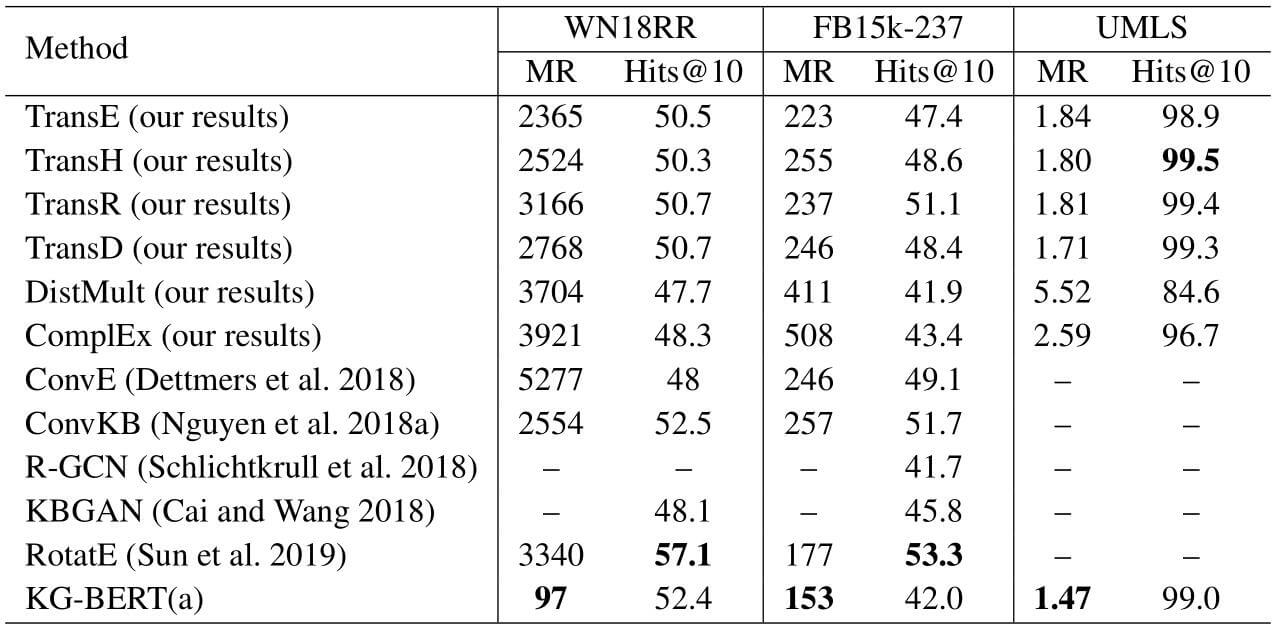 Method WN18RR FB15k-237 UMLS
MR Hits@10 MR Hits@10 MR Hits@10
TransE (our results) 2365 50.5 223 47.4 1.84 98.9
TransH (our results) 2524 50.3 255 48.6 1.80 99.5
TransR (our results) 3166 50.7 237 51.1 1.81 99.4
TransD (our results) 2768 50.7 246 48.4 1.71 99.3
DistMult (our results) 3704 47.7 411 41.9 5.52 84.6
ComplEx (our results) 3921 48.3 508 43.4 2.59 96.7
ConvE (Dettmers et al. 2018) 5277 48 246 49.1 – –
ConvKB (Nguyen et al. 2018a) 2554 52.5 257 51.7 – –
R-GCN (Schlichtkrull et al. 2018) – – – 41.7 – –
KBGAN (Cai and Wang 2018) – 48.1 – 45.8 – –
RotatE (Sun et al. 2019) 3340 57.1 177 53.3 – –
KG-BERT(a) 97 52.4 153 42.0 1.47 99.0